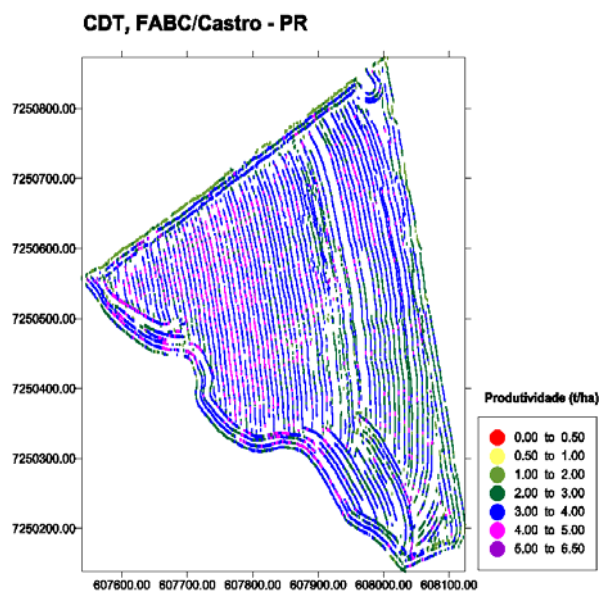 CDT, FABC/Castro - PR
7250800.00
7250700.00
7250600.00
7250500.00
7250400.00
7250300.00
7250200.00
607600.00 607700.00 607800.00 607900.00 608000.00 608100.00
Produtividade (t/ha)
0.00 to 0.50
0.50 to 1.00
1.00 to 2.00
2.00 to 3.00
3.00 to 4.00
4.00 to 5.00
5.00 to 6.50